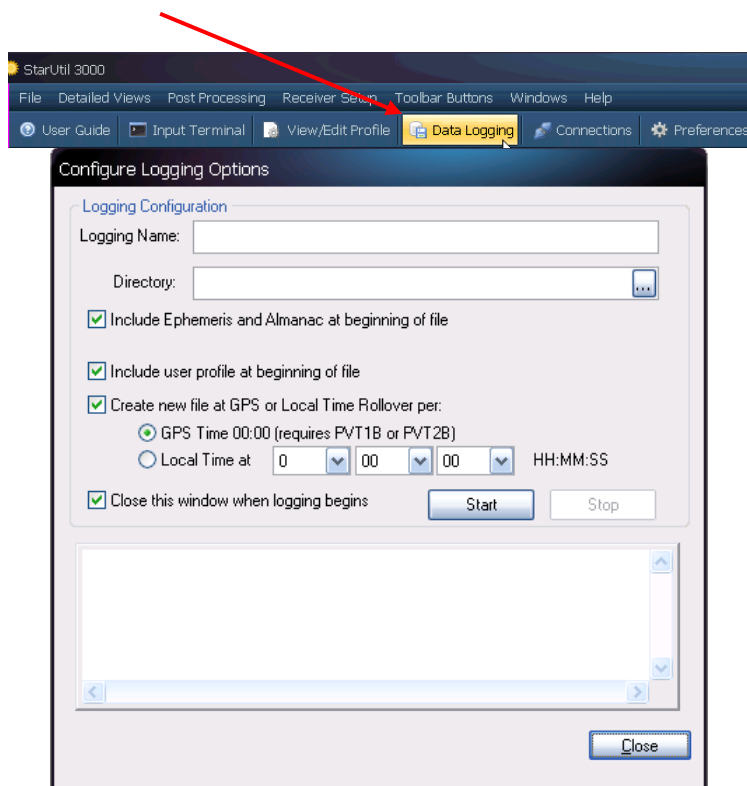 StarUtil 3000
File Detailed Views Post Processing Receiver Setup Toolbar Buttons Windows Help
User Guide Input Terminal View/Edit Profile Data Logging Connections Preferences
Configure Logging Options
Logging Configuration
Logging Name:
Directory:
...
Include Ephemeris and Almanac at beginning of file
Include user profile at beginning of file
Create new file at GPS or Local Time Rollover per:
GPS Time 00:00 (requires PVT1B or PVT2B)
Local Time at 0 00 00 HH:MM:SS
Close this window when logging begins Start Stop
Close